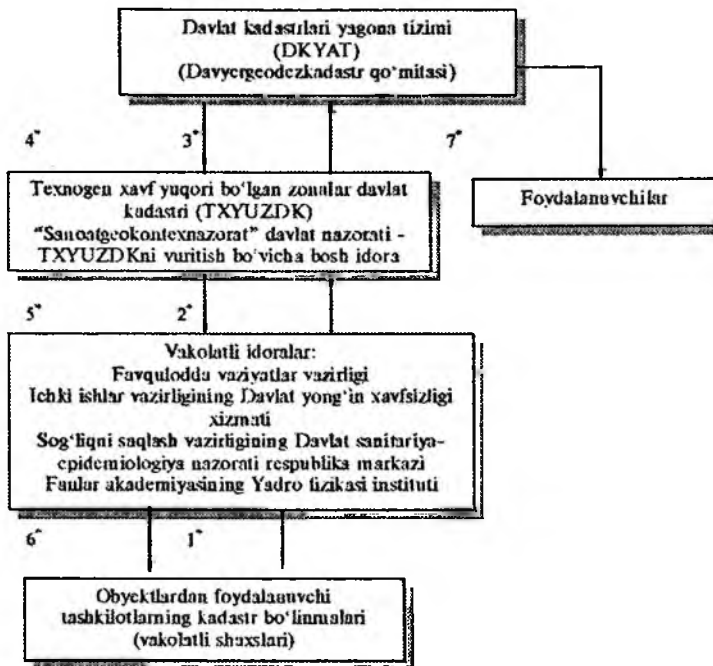 Davlat kadastrlari yagona tizimi
(DKYAT)
(Davyergeodezkadastr qo‘mitasi)
4* 3* 7*
Texnogen xavf yuqori bo‘lgan zonalar davlat
kadastri (TXYUZDK)
“Sanoatgeokontexnazorat” davlat nazorati -
TXYUZDKni yuritish bo‘yicha bosh idora
Foydalanuvchilar
5* 2*
Vakolatli idoralar:
Favqulodda vaziyatlar vazirligi
Ichki ishlar vazirligining Davlat yong‘in xavfsizligi
xizmati
Sog‘liqni saqlash vazirligining Davlat sanitariya-
epidemiologiya nazorati respublika markazi
Fanlar akademiyasining Yadro fizikasi instituti
6* 1*
Obyektlardan foydalanuvchi
tashkilotlarning kadastr bo‘linmalari
(vakolatli shaxslari)